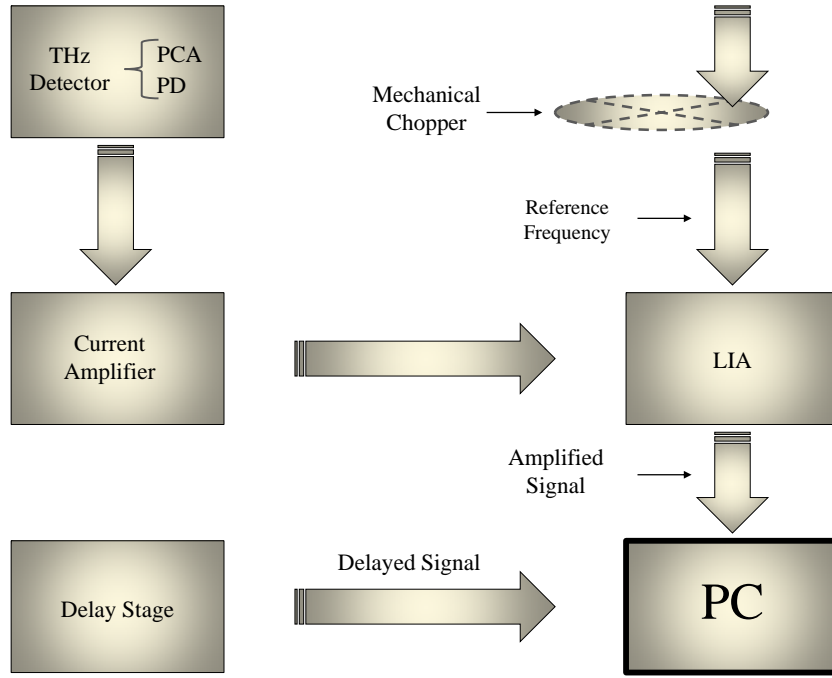 THz
Detector
PCA
PD
Mechanical
Chopper
Reference
Frequency
Current
Amplifier
LIA
Amplified
Signal
Delay Stage
Delayed Signal
PC